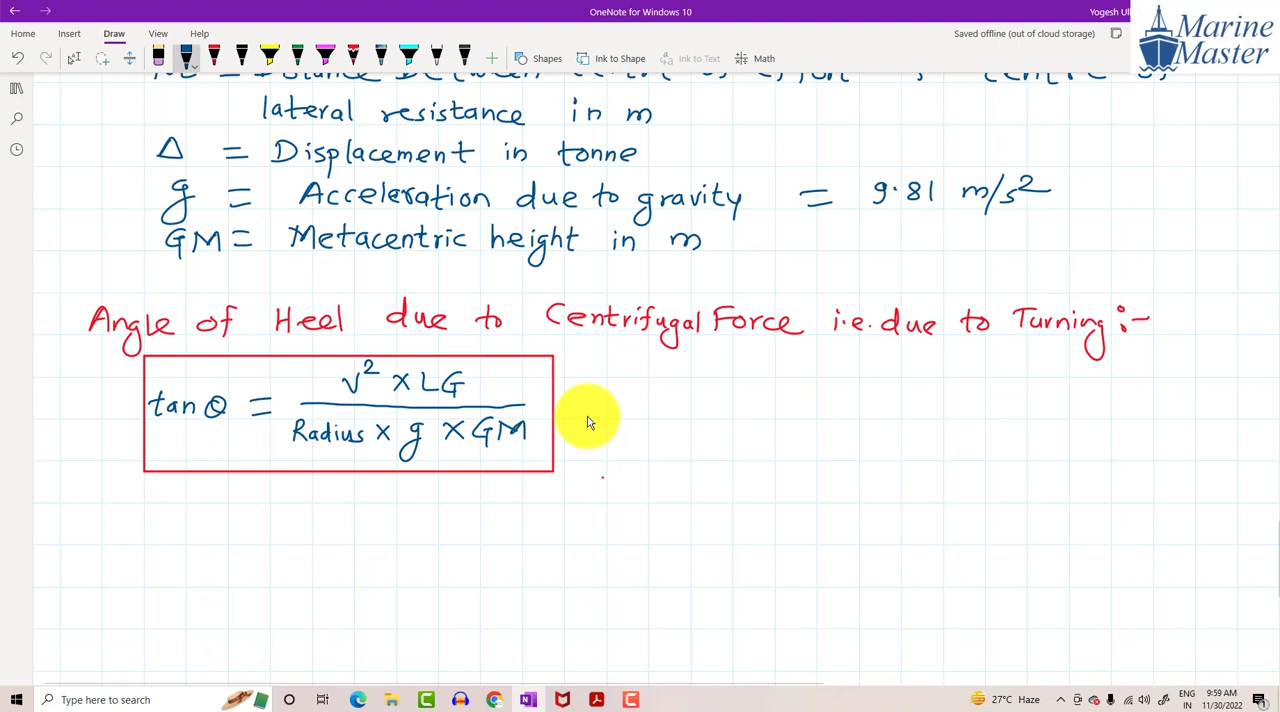 OneNote for Windows 10
Yogesh Ul
Marine
Master
Home Insert Draw View Help
Saved offline (out of cloud storage)
Shapes Ink to Shape Ink to Text Math
lateral resistance in m
Δ = Displacement in tonne
g = Acceleration due to gravity = 9.81 m/s²
GM = Metacentric height in m
Angle of Heel due to Centrifugal Force i.e. due to Turning :-
tan θ = v² × LG
Radius × g × GM
Type here to search
27°C Haze
ENG
IN
9:59 AM
11/30/2022